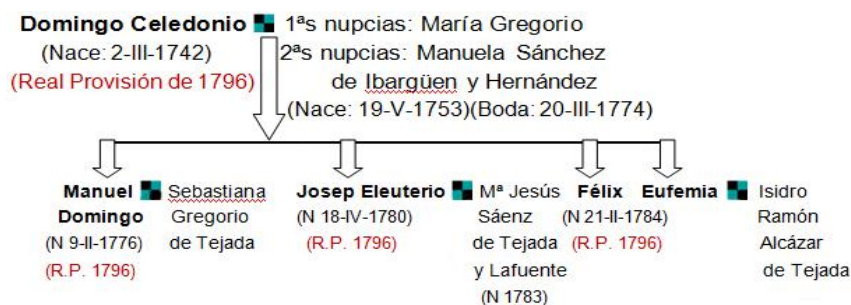 Domingo Celedonio 1ªs nupcias: María Gregorio
(Nace: 2-III-1742) 2ªs nupcias: Manuela Sánchez
(Real Provisión de 1796) de Ibargüen y Hernández
(Nace: 19-V-1753)(Boda: 20-III-1774)
Manuel Sebastiana
Domingo Gregorio
(N 9-II-1776) de Tejada
(R.P. 1796)
Josep Eleuterio Mª Jesús
(N 18-IV-1780) Sáenz
(R.P. 1796) de Tejada
y Lafuente
(N 1783)
Félix
(N 21-II-1784)
(R.P. 1796)
Eufemia Isidro
Ramón
Alcázar
de Tejada